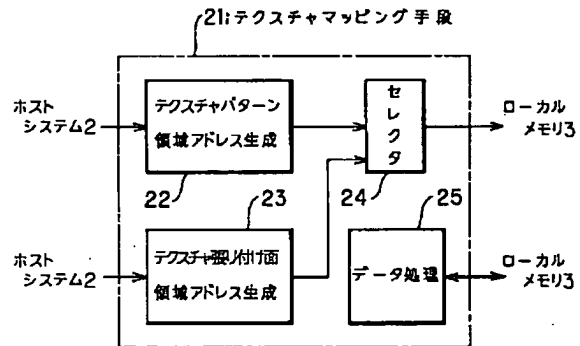 21;テクスチャマッピング手段
ホスト
システム2
テクスチャパターン
領域アドレス生成
22
セレクタ
24
ローカル
メモリ3
23
25
ホスト
システム2
テクスチャ張り付け面
領域アドレス生成
データ処理
ローカル
メモリ3